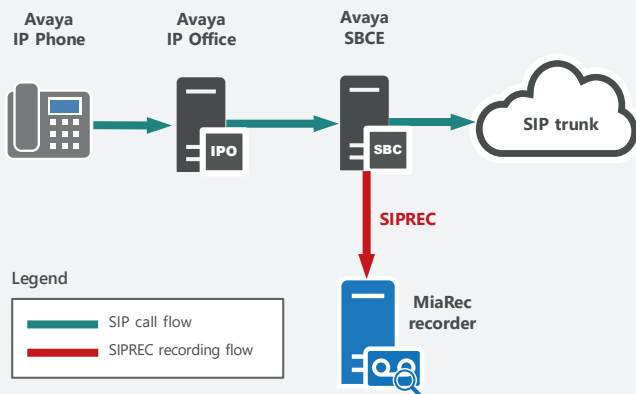 Avaya
IP Phone
Avaya
IP Office
Avaya
SBCE
IPO
SBC
SIP trunk
SIPREC
MiaRec
recorder
Legend
SIP call flow
SIPREC recording flow